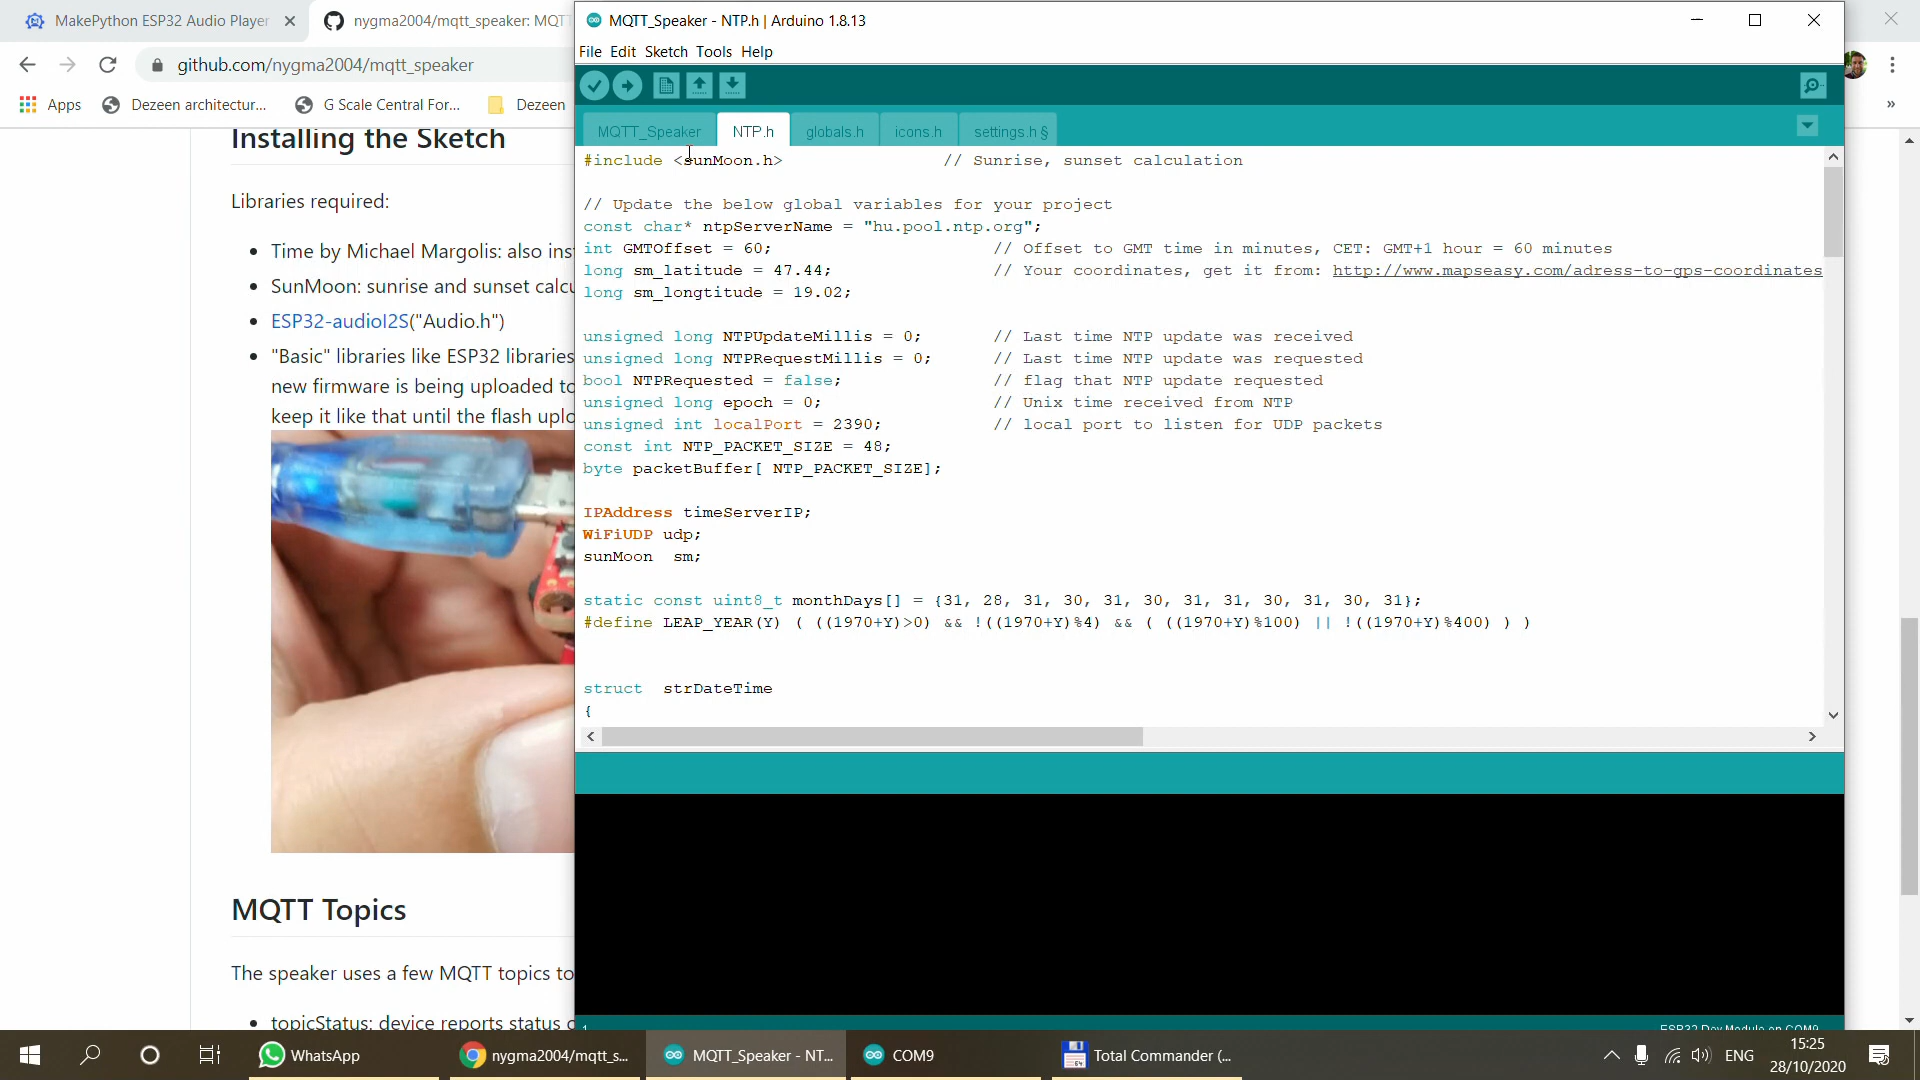 MakePython ESP32 Audio Player
nygma2004/mqtt_speaker: MQT
MQTT_Speaker - NTP.h | Arduino 1.8.13
github.com/nygma2004/mqtt_speaker
File Edit Sketch Tools Help
Apps
Dezeen architectur...
G Scale Central For...
Dezeen
»
MQTT_Speaker
NTP.h
globals.h
icons.h
settings.h §
Installing the Sketch
Libraries required:
Time by Michael Margolis: also ins
SunMoon: sunrise and sunset calcu
ESP32-audioI2S("Audio.h")
"Basic" libraries like ESP32 libraries
new firmware is being uploaded to
keep it like that until the flash uplo
MQTT Topics
The speaker uses a few MQTT topics to
topicStatus: device reports status o
#include <sunMoon.h> // Sunrise, sunset calculation
// Update the below global variables for your project
const char* ntpServerName = "hu.pool.ntp.org";
int GMTOffset = 60; // Offset to GMT time in minutes, CET: GMT+1 hour = 60 minutes
long sm_latitude = 47.44; // Your coordinates, get it from: http://www.mapseasy.com/adress-to-gps-coordinates
long sm_longtitude = 19.02;
unsigned long NTPUpdateMillis = 0; // Last time NTP update was received
unsigned long NTPRequestMillis = 0; // Last time NTP update was requested
bool NTPRequested = false; // flag that NTP update requested
unsigned long epoch = 0; // Unix time received from NTP
unsigned int localPort = 2390; // local port to listen for UDP packets
const int NTP_PACKET_SIZE = 48;
byte packetBuffer[ NTP_PACKET_SIZE];
IPAddress timeServerIP;
WiFiUDP udp;
sunMoon sm;
static const uint8_t monthDays[] = {31, 28, 31, 30, 31, 30, 31, 31, 30, 31, 30, 31};
#define LEAP_YEAR(Y) ( ((1970+Y)>0) && !((1970+Y)%4) && ( ((1970+Y)%100) || !((1970+Y)%400) ) )
struct strDateTime
{
1
ESP32 Dev Module on COM9
WhatsApp
nygma2004/mqtt_s...
MQTT_Speaker - NT...
COM9
64
Total Commander (...
ENG
15:25
28/10/2020